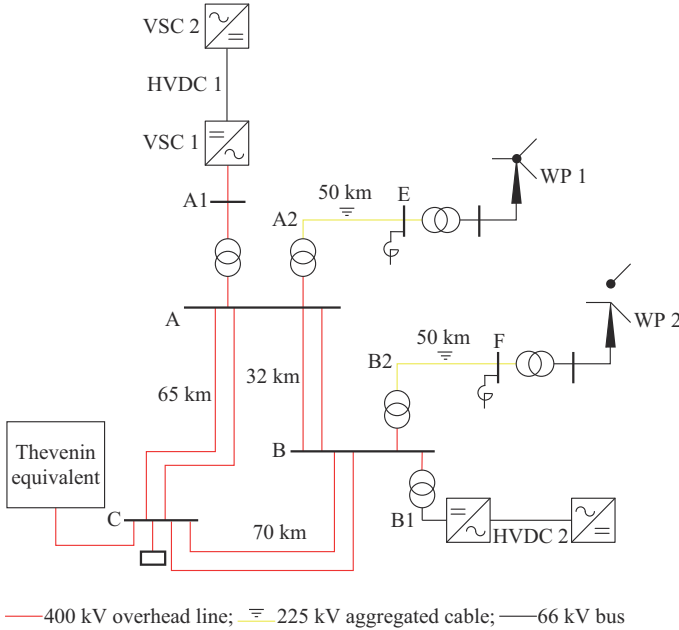 VSC 2
HVDC 1
VSC 1
A1
A2
50 km
E
WP 1
A
65 km
32 km
50 km
F
WP 2
B2
B
Thevenin
equivalent
C
70 km
B1
HVDC 2
400 kV overhead line; 225 kV aggregated cable; 66 kV bus